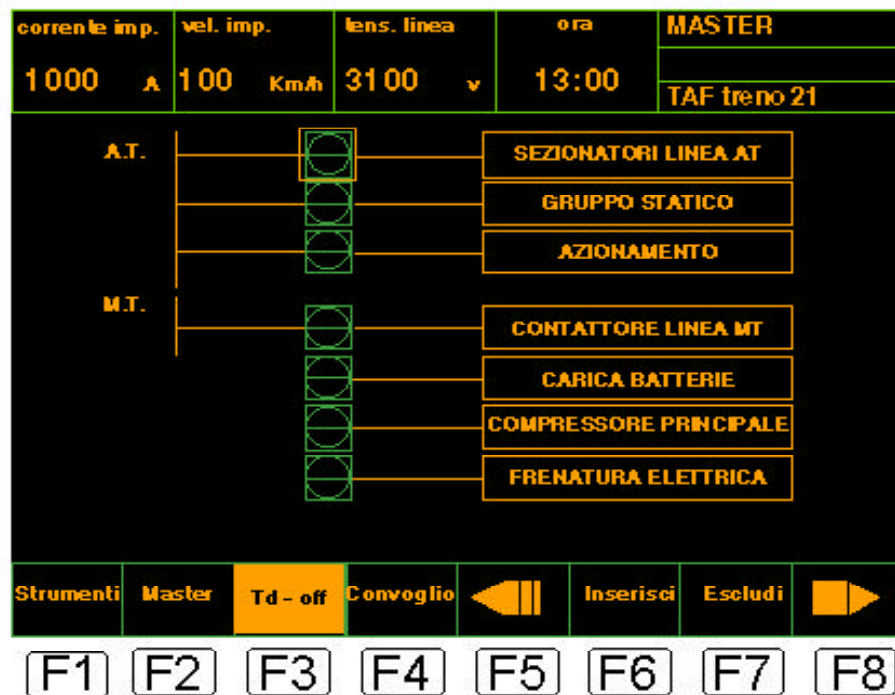 corrente imp. vel. imp. tens. linea ora MASTER
1000 A 100 Km/h 3100 v 13:00
TAF treno 21
A.T.
SEZIONATORI LINEA AT
GRUPPO STATICO
AZIONAMENTO
M.T.
CONTATTORE LINEA MT
CARICA BATTERIE
COMPRESSORE PRINCIPALE
FRENATURA ELETTRICA
Strumenti Master Td - off Convoglio Inserisci Escludi
F1 F2 F3 F4 F5 F6 F7 F8